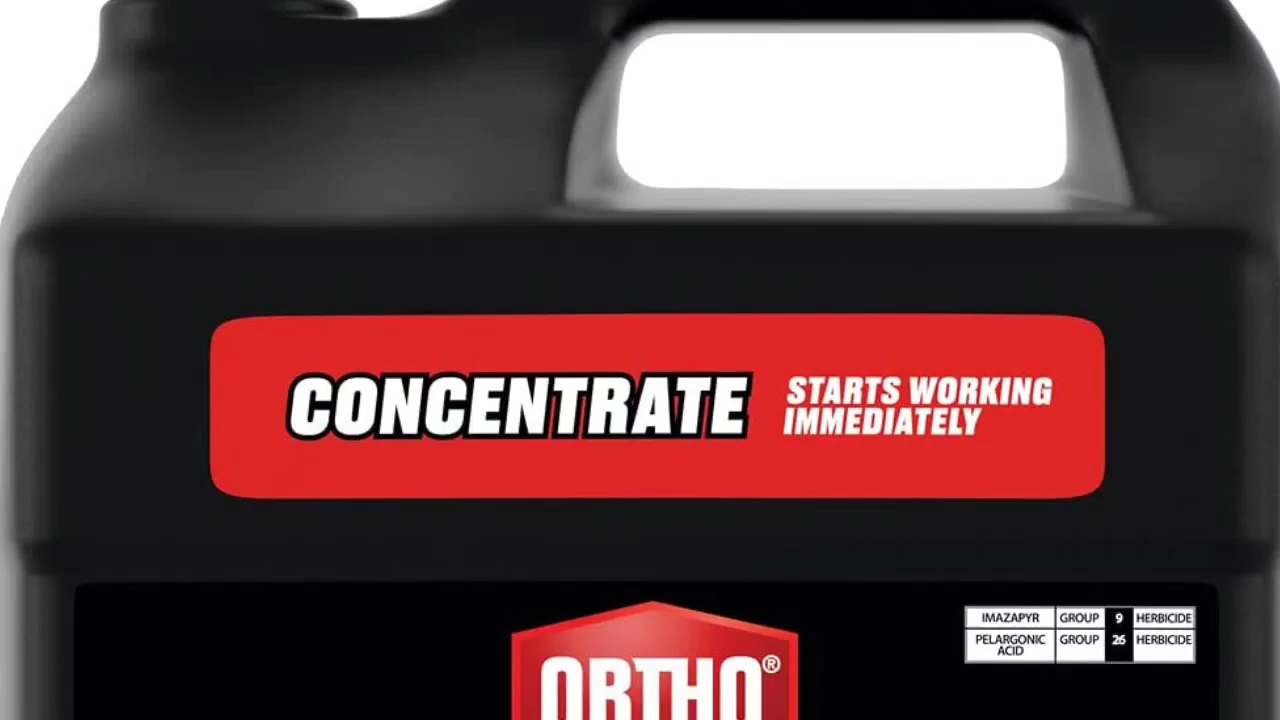 CONCENTRATE
STARTS WORKING
IMMEDIATELY
IMAZAPYR GROUP 9 HERBICIDE
PELARGONIC ACID GROUP 26 HERBICIDE
ORTHO®